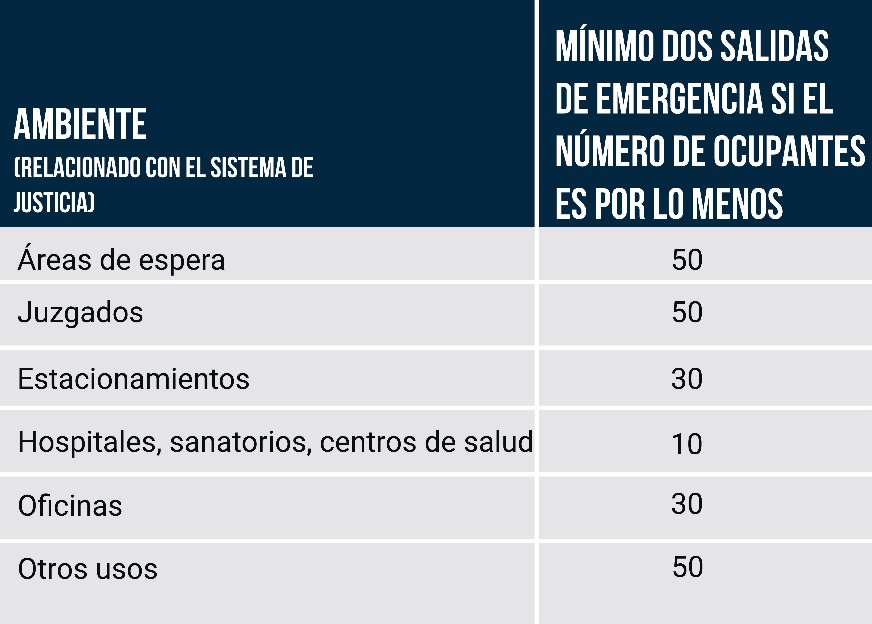 AMBIENTE
(RELACIONADO CON EL SISTEMA DE
JUSTICIA)
MÍNIMO DOS SALIDAS
DE EMERGENCIA SI EL
NÚMERO DE OCUPANTES
ES POR LO MENOS
Áreas de espera 50
Juzgados 50
Estacionamientos 30
Hospitales, sanatorios, centros de salud 10
Oficinas 30
Otros usos 50